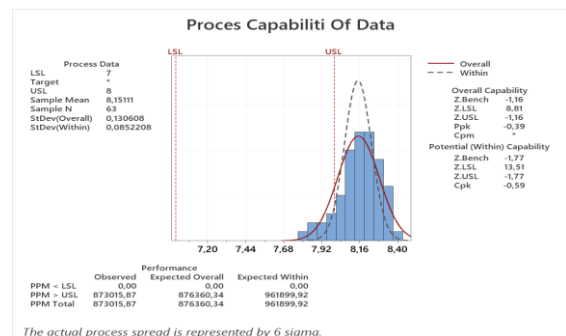 Proces Capabiliti Of Data
LSL USL
Process Data
LSL 7
Target *
USL 8
Sample Mean 8,15111
Sample N 63
StDev(Overall) 0,130608
StDev(Within) 0,0852208
Overall
Within
Overall Capability
Z.Bench -1,16
Z.LSL 8,81
Z.USL -1,16
Ppk -0,39
Cpm *
Potential (Within) Capability
Z.Bench -1,77
Z.LSL 13,51
Z.USL -1,77
Cpk -0,59
7,20 7,44 7,68 7,92 8,16 8,40
Performance
Observed Expected Overall Expected Within
PPM < LSL 0,00 0,00 0,00
PPM > USL 873015,87 876360,34 961899,92
PPM Total 873015,87 876360,34 961899,92
The actual process spread is represented by 6 sigma.